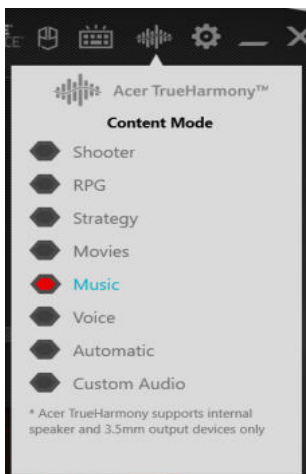 Acer TrueHarmony™
Content Mode
Shooter
RPG
Strategy
Movies
Music
Voice
Automatic
Custom Audio
* Acer TrueHarmony supports internal
speaker and 3.5mm output devices only